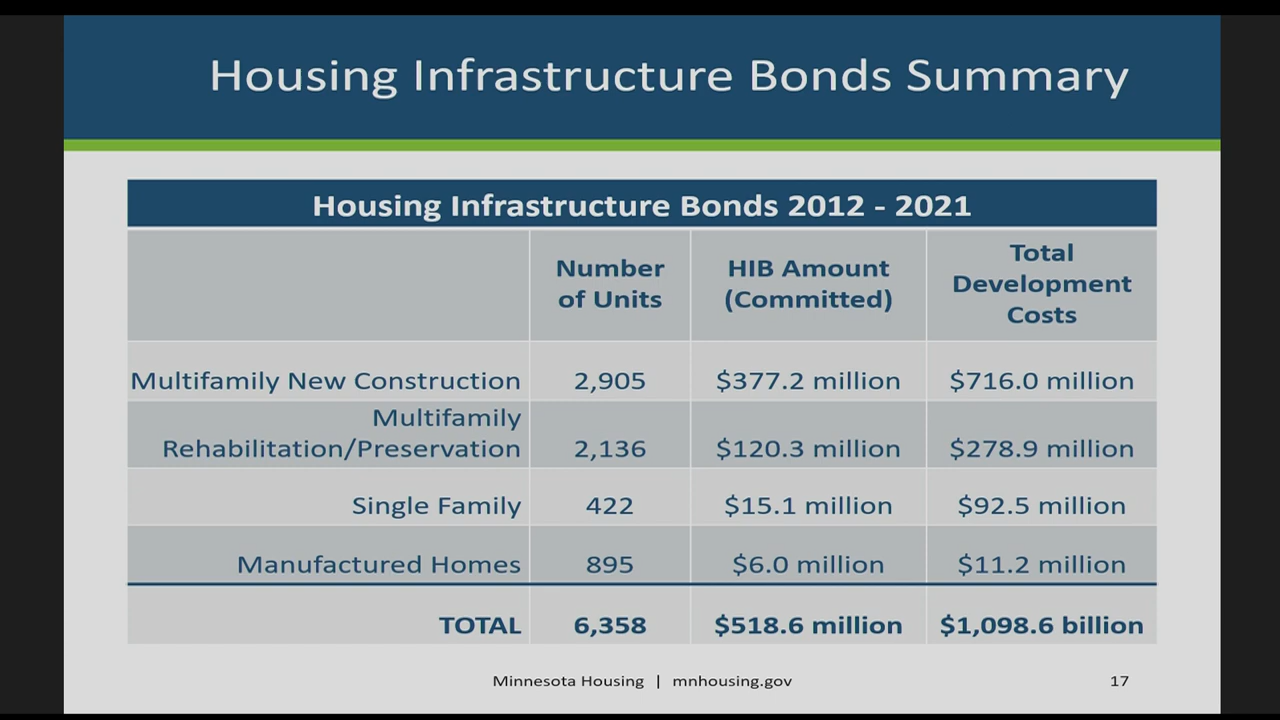 Housing Infrastructure Bonds Summary
Housing Infrastructure Bonds 2012 - 2021
Number of Units
HIB Amount (Committed)
Total Development Costs
Multifamily New Construction 2,905 $377.2 million $716.0 million
Multifamily
Rehabilitation/Preservation 2,136 $120.3 million $278.9 million
Single Family 422 $15.1 million $92.5 million
Manufactured Homes 895 $6.0 million $11.2 million
TOTAL 6,358 $518.6 million $1,098.6 billion
Minnesota Housing | mnhousing.gov 17